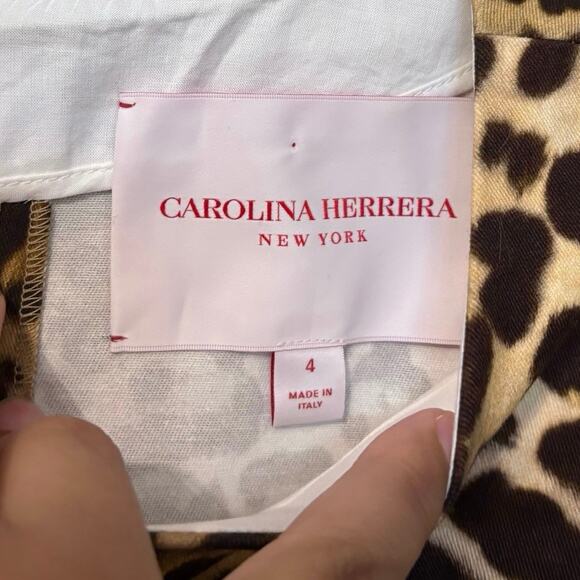 CAROLINA HERRERA
NEW YORK
4
MADE IN
ITALY